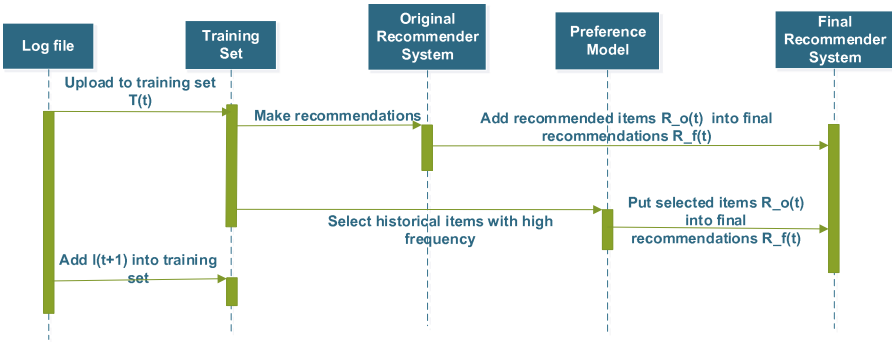 Log file
Training
Set
Original
Recommender
System
Preference
Model
Final
Recommender
System
Upload to training set
T(t)
Make recommendations
Add recommended items R_o(t) into final
recommendations R_f(t)
Select historical items with high
frequency
Put selected items R_o(t)
into final
recommendations R_f(t)
Add I(t+1) into training
set